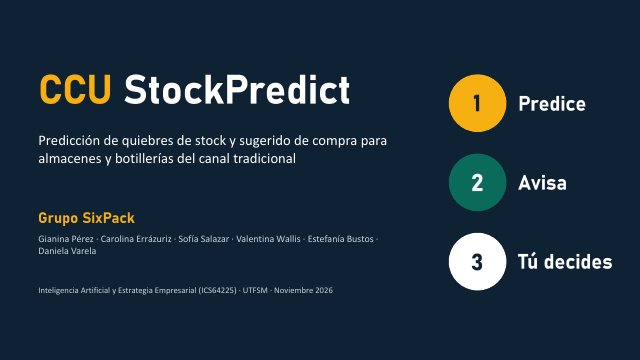 CCU StockPredict
Predicción de quiebres de stock y sugerido de compra para
almacenes y botillerías del canal tradicional
Grupo SixPack
Gianina Pérez · Carolina Errázuriz · Sofía Salazar · Valentina Wallis · Estefanía Bustos ·
Daniela Varela
Inteligencia Artificial y Estrategia Empresarial (ICS64225) · UTFSM · Noviembre 2026
1 Predice
2 Avisa
3 Tú decides